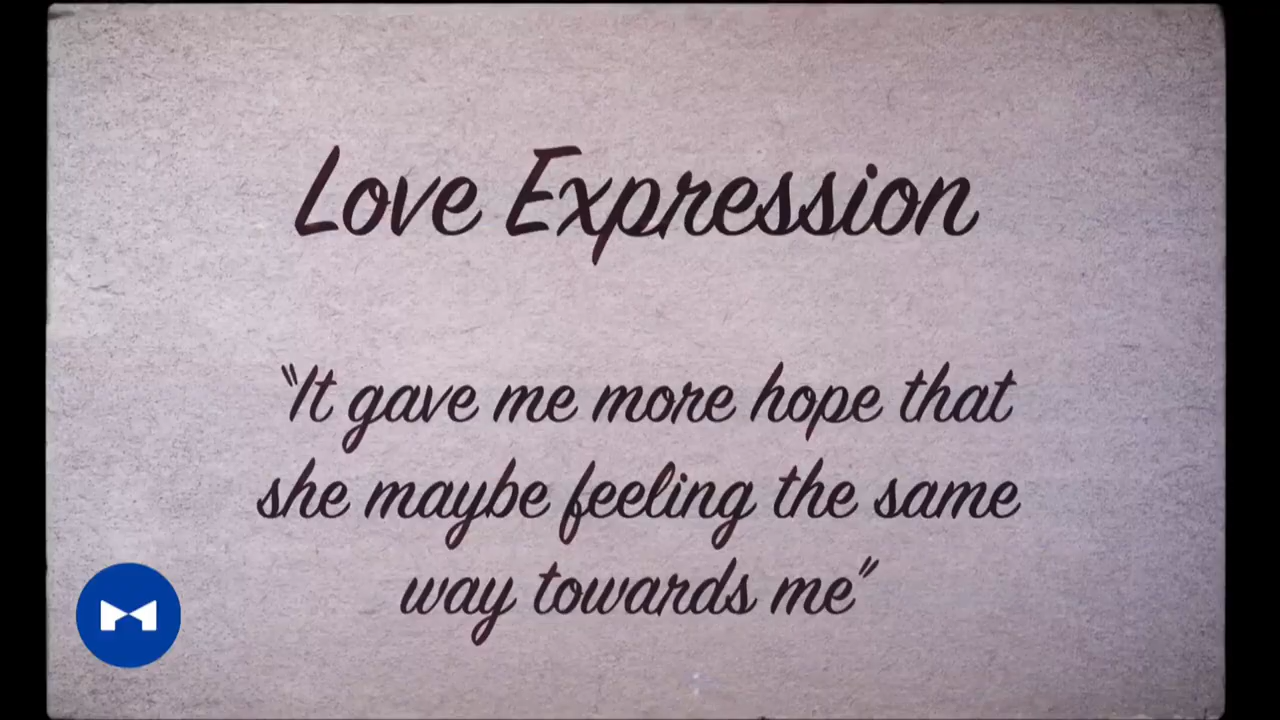 Love Expression
"It gave me more hope that
she maybe feeling the same
way towards me"